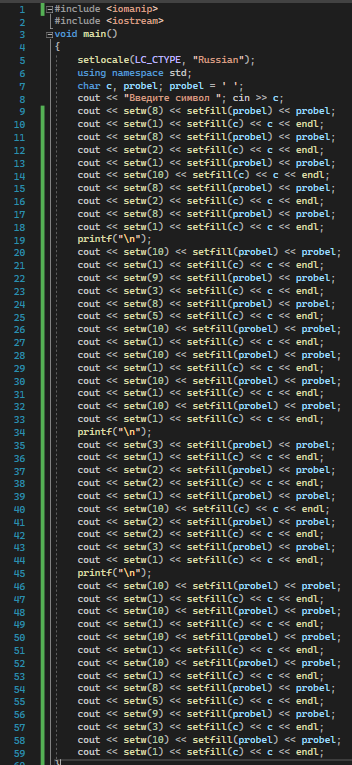 1 #include <iomanip>
2 #include <iostream>
3 void main()
4 {
5 setlocale(LC_CTYPE, "Russian");
6 using namespace std;
7 char c, probel; probel = ' ';
8 cout << "Введите символ "; cin >> c;
9 cout << setw(8) << setfill(probel) << probel;
10 cout << setw(1) << setfill(c) << c << endl;
11 cout << setw(8) << setfill(probel) << probel;
12 cout << setw(2) << setfill(c) << c << endl;
13 cout << setw(1) << setfill(probel) << probel;
14 cout << setw(10) << setfill(c) << c << endl;
15 cout << setw(8) << setfill(probel) << probel;
16 cout << setw(2) << setfill(c) << c << endl;
17 cout << setw(8) << setfill(probel) << probel;
18 cout << setw(1) << setfill(c) << c << endl;
19 printf("\n");
20 cout << setw(10) << setfill(probel) << probel;
21 cout << setw(1) << setfill(c) << c << endl;
22 cout << setw(9) << setfill(probel) << probel;
23 cout << setw(3) << setfill(c) << c << endl;
24 cout << setw(8) << setfill(probel) << probel;
25 cout << setw(5) << setfill(c) << c << endl;
26 cout << setw(10) << setfill(probel) << probel;
27 cout << setw(1) << setfill(c) << c << endl;
28 cout << setw(10) << setfill(probel) << probel;
29 cout << setw(1) << setfill(c) << c << endl;
30 cout << setw(10) << setfill(probel) << probel;
31 cout << setw(1) << setfill(c) << c << endl;
32 cout << setw(10) << setfill(probel) << probel;
33 cout << setw(1) << setfill(c) << c << endl;
34 printf("\n");
35 cout << setw(3) << setfill(probel) << probel;
36 cout << setw(1) << setfill(c) << c << endl;
37 cout << setw(2) << setfill(probel) << probel;
38 cout << setw(2) << setfill(c) << c << endl;
39 cout << setw(1) << setfill(probel) << probel;
40 cout << setw(10) << setfill(c) << c << endl;
41 cout << setw(2) << setfill(probel) << probel;
42 cout << setw(2) << setfill(c) << c << endl;
43 cout << setw(3) << setfill(probel) << probel;
44 cout << setw(1) << setfill(c) << c << endl;
45 printf("\n");
46 cout << setw(10) << setfill(probel) << probel;
47 cout << setw(1) << setfill(c) << c << endl;
48 cout << setw(10) << setfill(probel) << probel;
49 cout << setw(1) << setfill(c) << c << endl;
50 cout << setw(10) << setfill(probel) << probel;
51 cout << setw(1) << setfill(c) << c << endl;
52 cout << setw(10) << setfill(probel) << probel;
53 cout << setw(1) << setfill(c) << c << endl;
54 cout << setw(8) << setfill(probel) << probel;
55 cout << setw(5) << setfill(c) << c << endl;
56 cout << setw(9) << setfill(probel) << probel;
57 cout << setw(3) << setfill(c) << c << endl;
58 cout << setw(10) << setfill(probel) << probel;
59 cout << setw(1) << setfill(c) << c << endl;